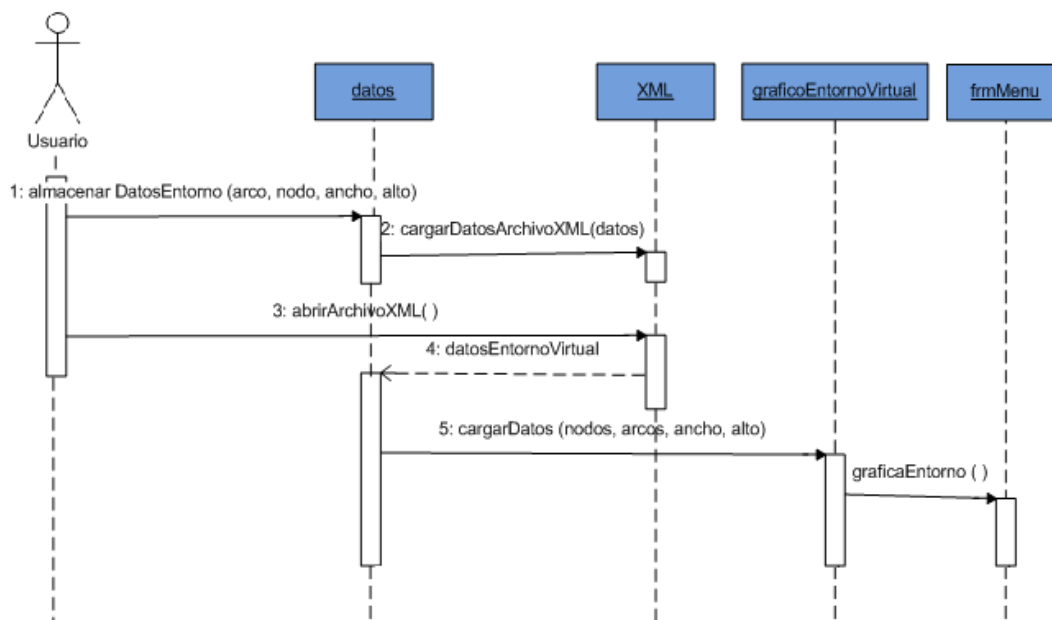 Usuario
datos
XML
graficoEntornoVirtual
frmMenu
1: almacenar DatosEntorno (arco, nodo, ancho, alto)
2: cargarDatosArchivoXML(datos)
3: abrirArchivoXML( )
4: datosEntornoVirtual
5: cargarDatos (nodos, arcos, ancho, alto)
graficaEntorno ( )